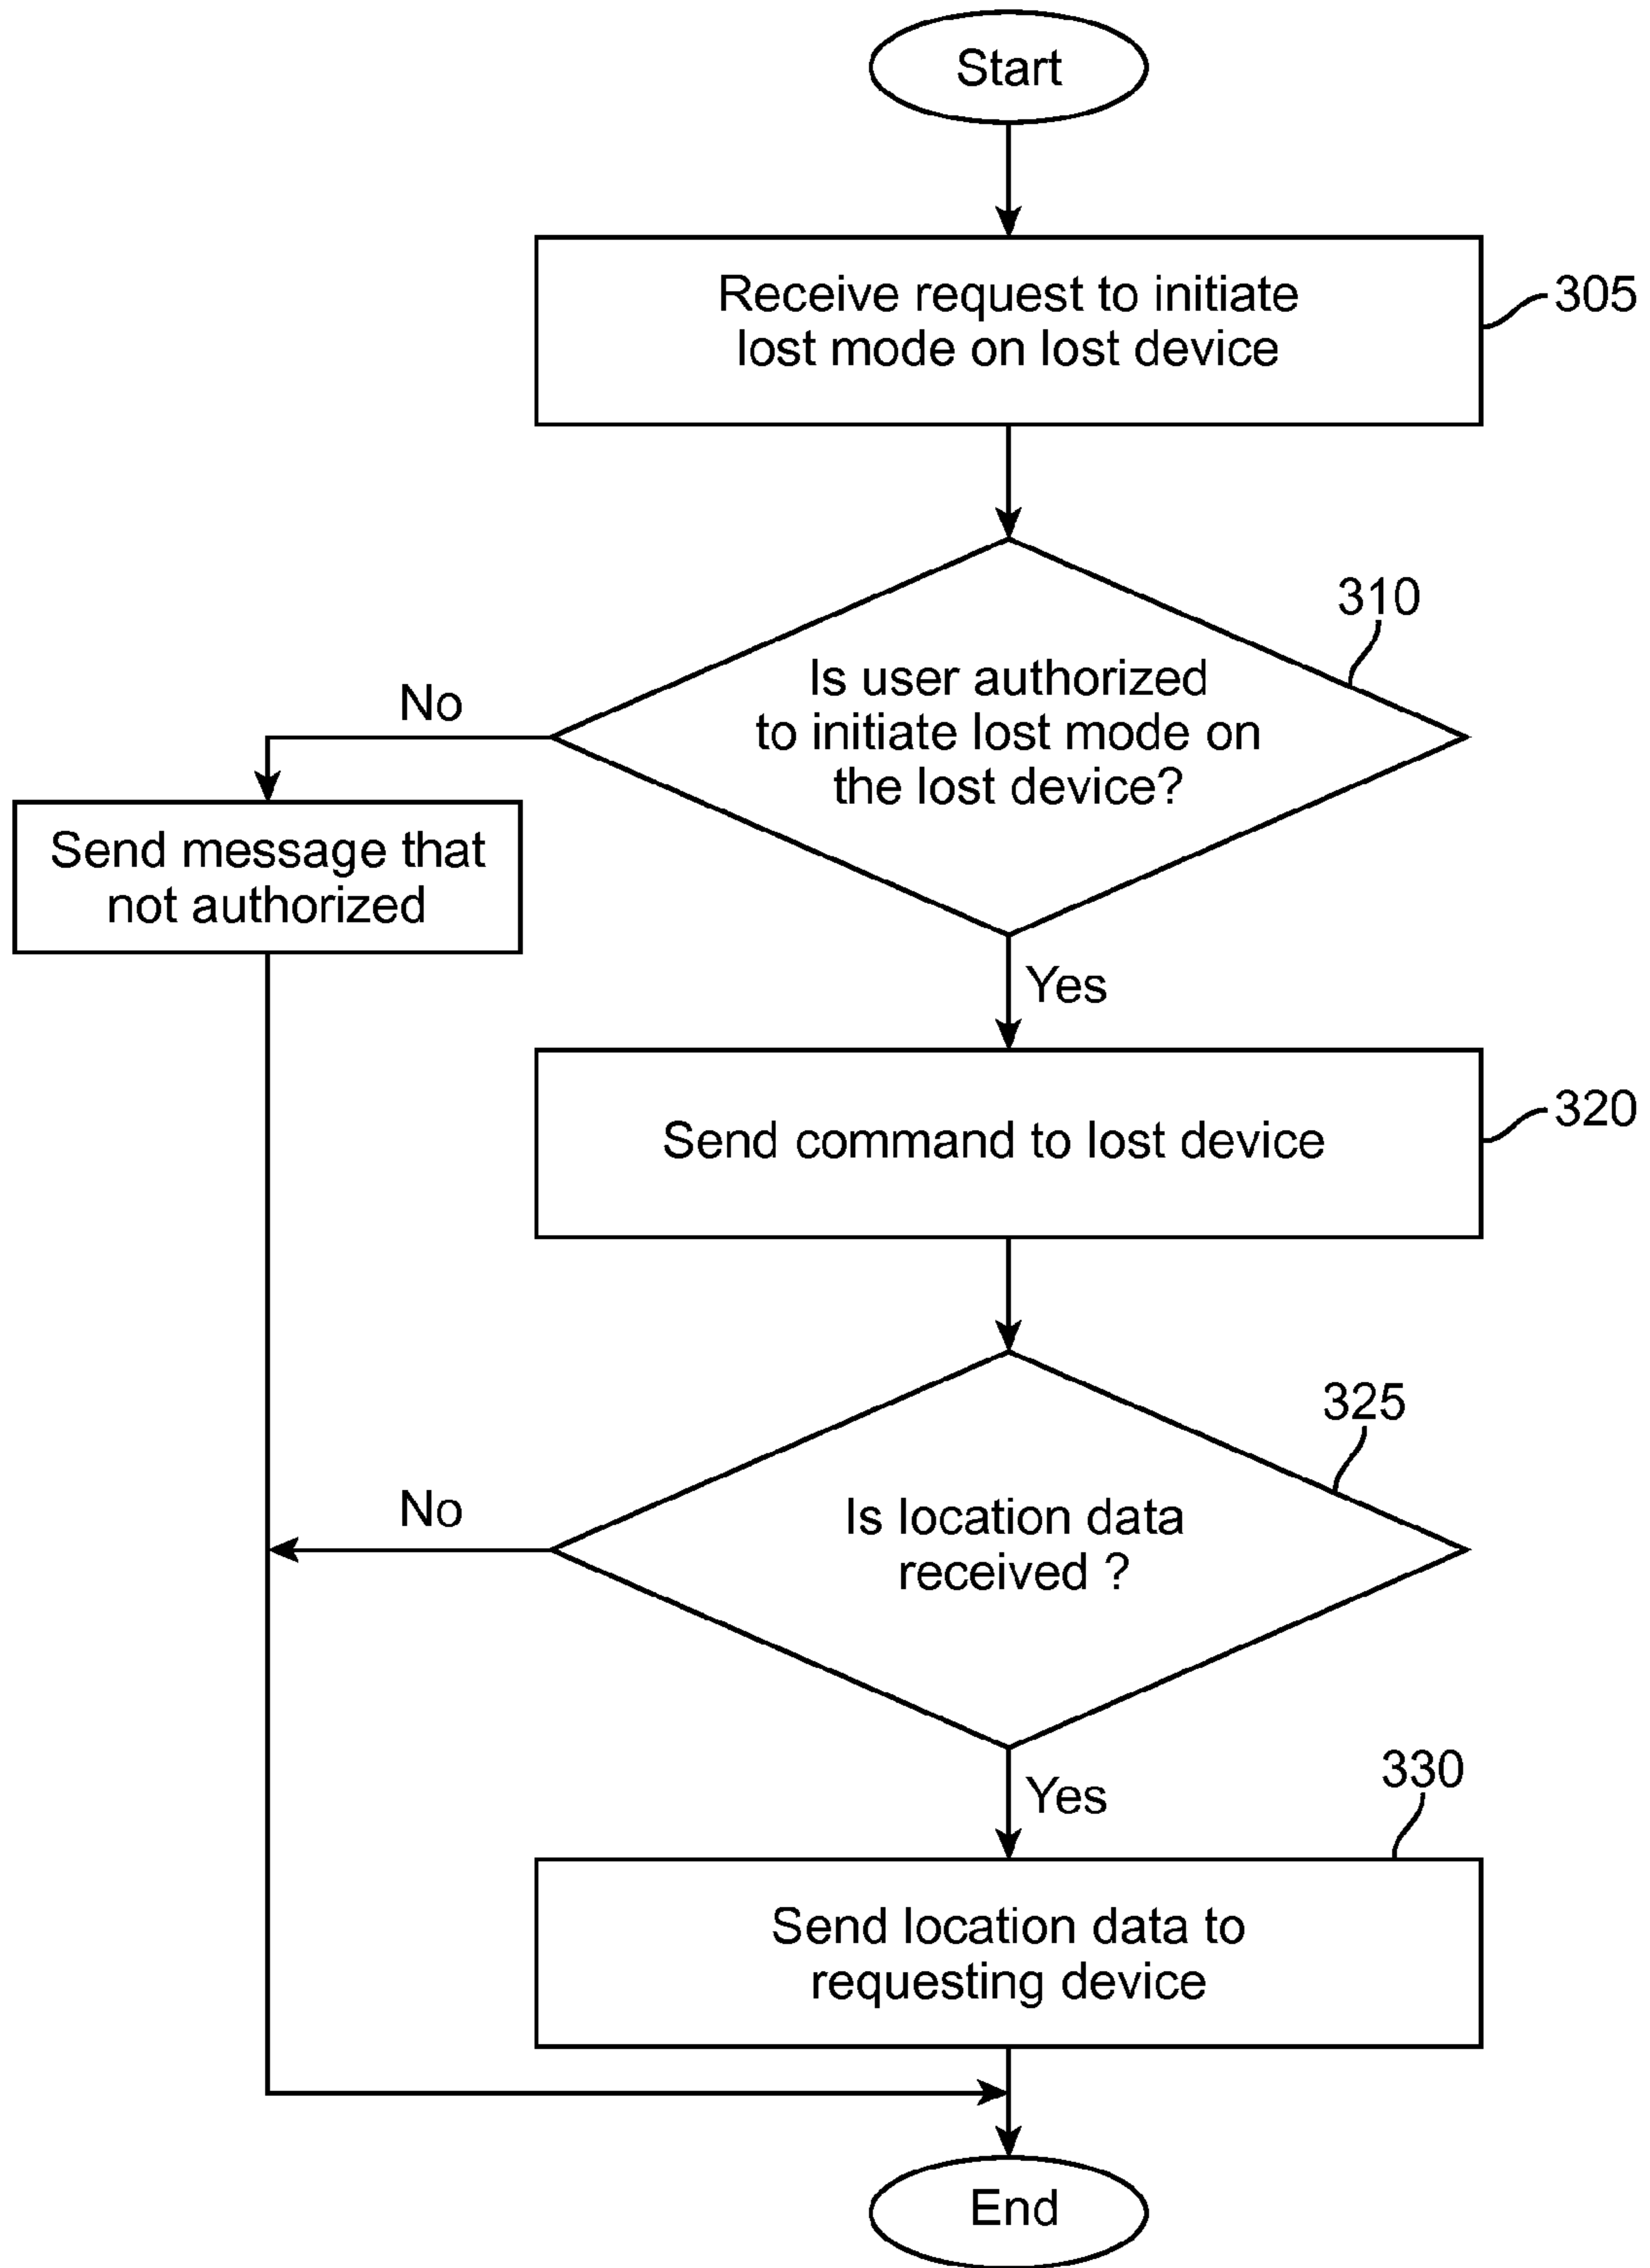 Start
Receive request to initiate
lost mode on lost device
305
310
Is user authorized
to initiate lost mode on
the lost device?
No
Send message that
not authorized
Yes
Send command to lost device
320
325
Is location data
received ?
No
Yes
330
Send location data to
requesting device
End